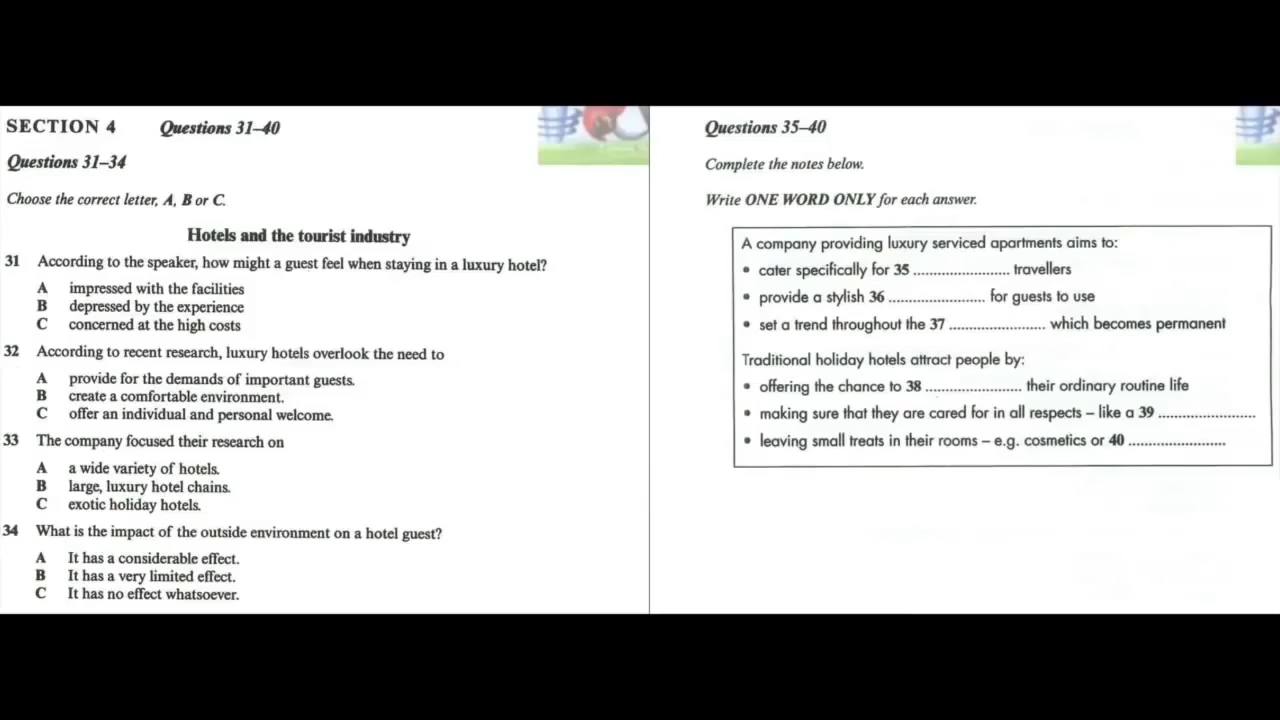 SECTION 4 Questions 31–40
Questions 31–34
Choose the correct letter, A, B or C.
Hotels and the tourist industry
31 According to the speaker, how might a guest feel when staying in a luxury hotel?
A impressed with the facilities
B depressed by the experience
C concerned at the high costs
32 According to recent research, luxury hotels overlook the need to
A provide for the demands of important guests.
B create a comfortable environment.
C offer an individual and personal welcome.
33 The company focused their research on
A a wide variety of hotels.
B large, luxury hotel chains.
C exotic holiday hotels.
34 What is the impact of the outside environment on a hotel guest?
A It has a considerable effect.
B It has a very limited effect.
C It has no effect whatsoever.
Questions 35–40
Complete the notes below.
Write ONE WORD ONLY for each answer.
A company providing luxury serviced apartments aims to:
• cater specifically for 35 ........................ travellers
• provide a stylish 36 ........................ for guests to use
• set a trend throughout the 37 ........................ which becomes permanent
Traditional holiday hotels attract people by:
• offering the chance to 38 ........................ their ordinary routine life
• making sure that they are cared for in all respects – like a 39 ........................
• leaving small treats in their rooms – e.g. cosmetics or 40 ........................